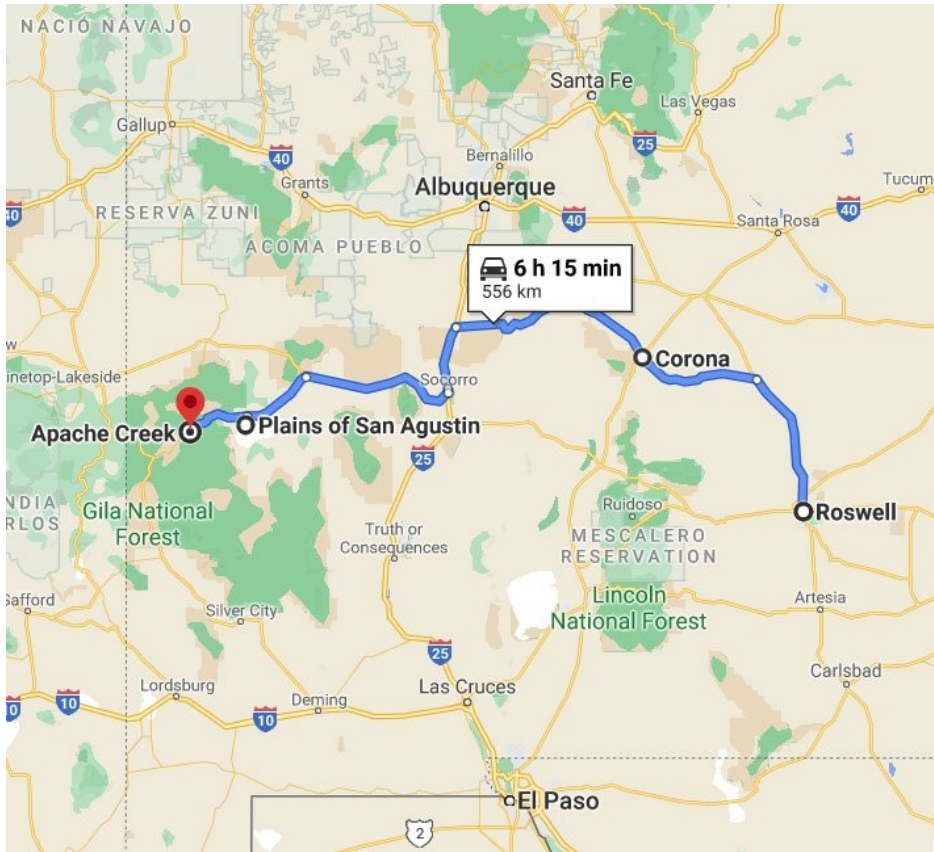 NACIÓ NAVAJO
Santa Fe
Las Vegas
Gallup
40
25
Bernalillo
40
Grants
Albuquerque
Tucum
40
RESERVA ZUNI
40
40
Santa Rosa
ACOMA PUEBLO
6 h 15 min
556 km
Corona
netop-Lakeside
Socorro
Apache Creek
Plains of San Agustin
25
NDIA
RLOS
Gila National
Forest
Roswell
Ruidoso
Truth or
Consequences
MESCALERO
RESERVATION
Safford
Silver City
Lincoln
National Forest
Artesia
25
Carlsbad
Lordsburg
Las Cruces
10
10
Deming
10
El Paso
2